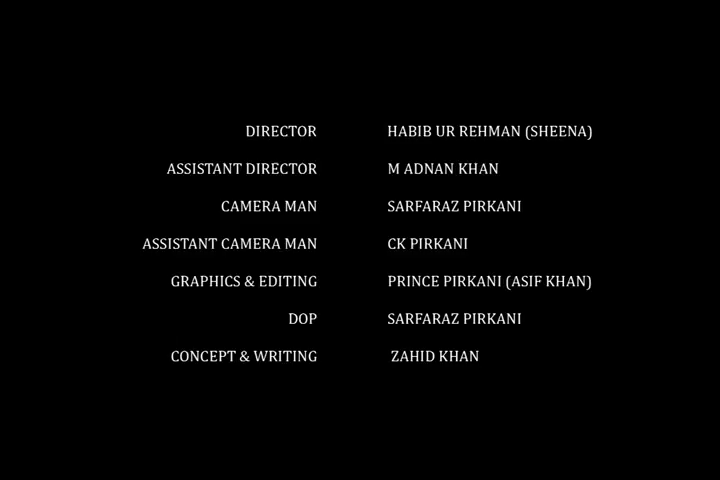 DIRECTOR HABIB UR REHMAN (SHEENA)
ASSISTANT DIRECTOR M ADNAN KHAN
CAMERA MAN SARFARAZ PIRKANI
ASSISTANT CAMERA MAN CK PIRKANI
GRAPHICS & EDITING PRINCE PIRKANI (ASIF KHAN)
DOP SARFARAZ PIRKANI
CONCEPT & WRITING ZAHID KHAN